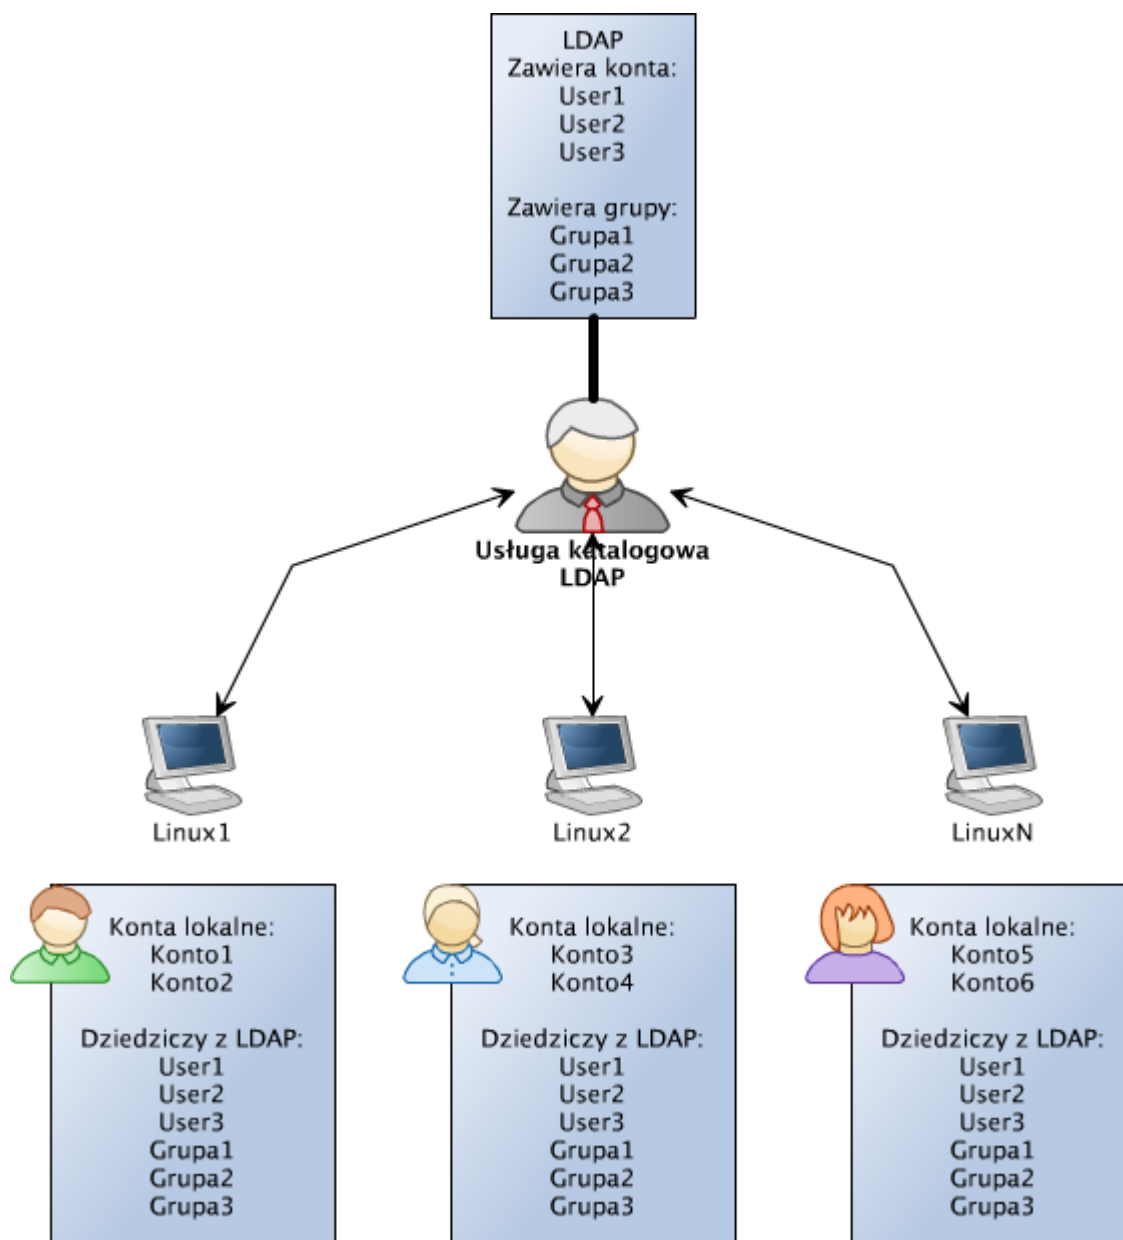 LDAP
Zawiera konta:
User1
User2
User3
Zawiera grupy:
Grupa1
Grupa2
Grupa3
Usługa katalogowa
LDAP
Linux1
Linux2
LinuxN
Konta lokalne:
Konto1
Konto2
Dziedziczy z LDAP:
User1
User2
User3
Grupa1
Grupa2
Grupa3
Konta lokalne:
Konto3
Konto4
Dziedziczy z LDAP:
User1
User2
User3
Grupa1
Grupa2
Grupa3
Konta lokalne:
Konto5
Konto6
Dziedziczy z LDAP:
User1
User2
User3
Grupa1
Grupa2
Grupa3